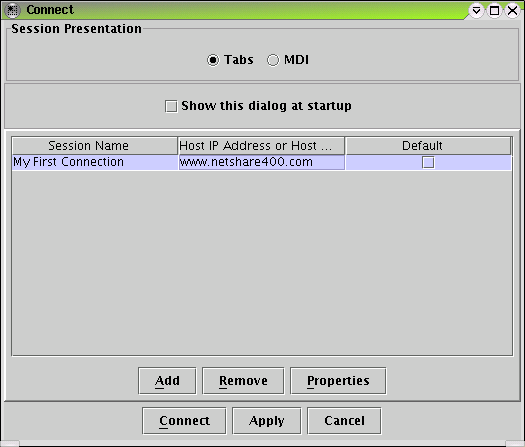 Connect
Session Presentation
Tabs MDI
Show this dialog at startup
Session Name Host IP Address or Host ... Default
My First Connection www.netshare400.com
Add Remove Properties
Connect Apply Cancel